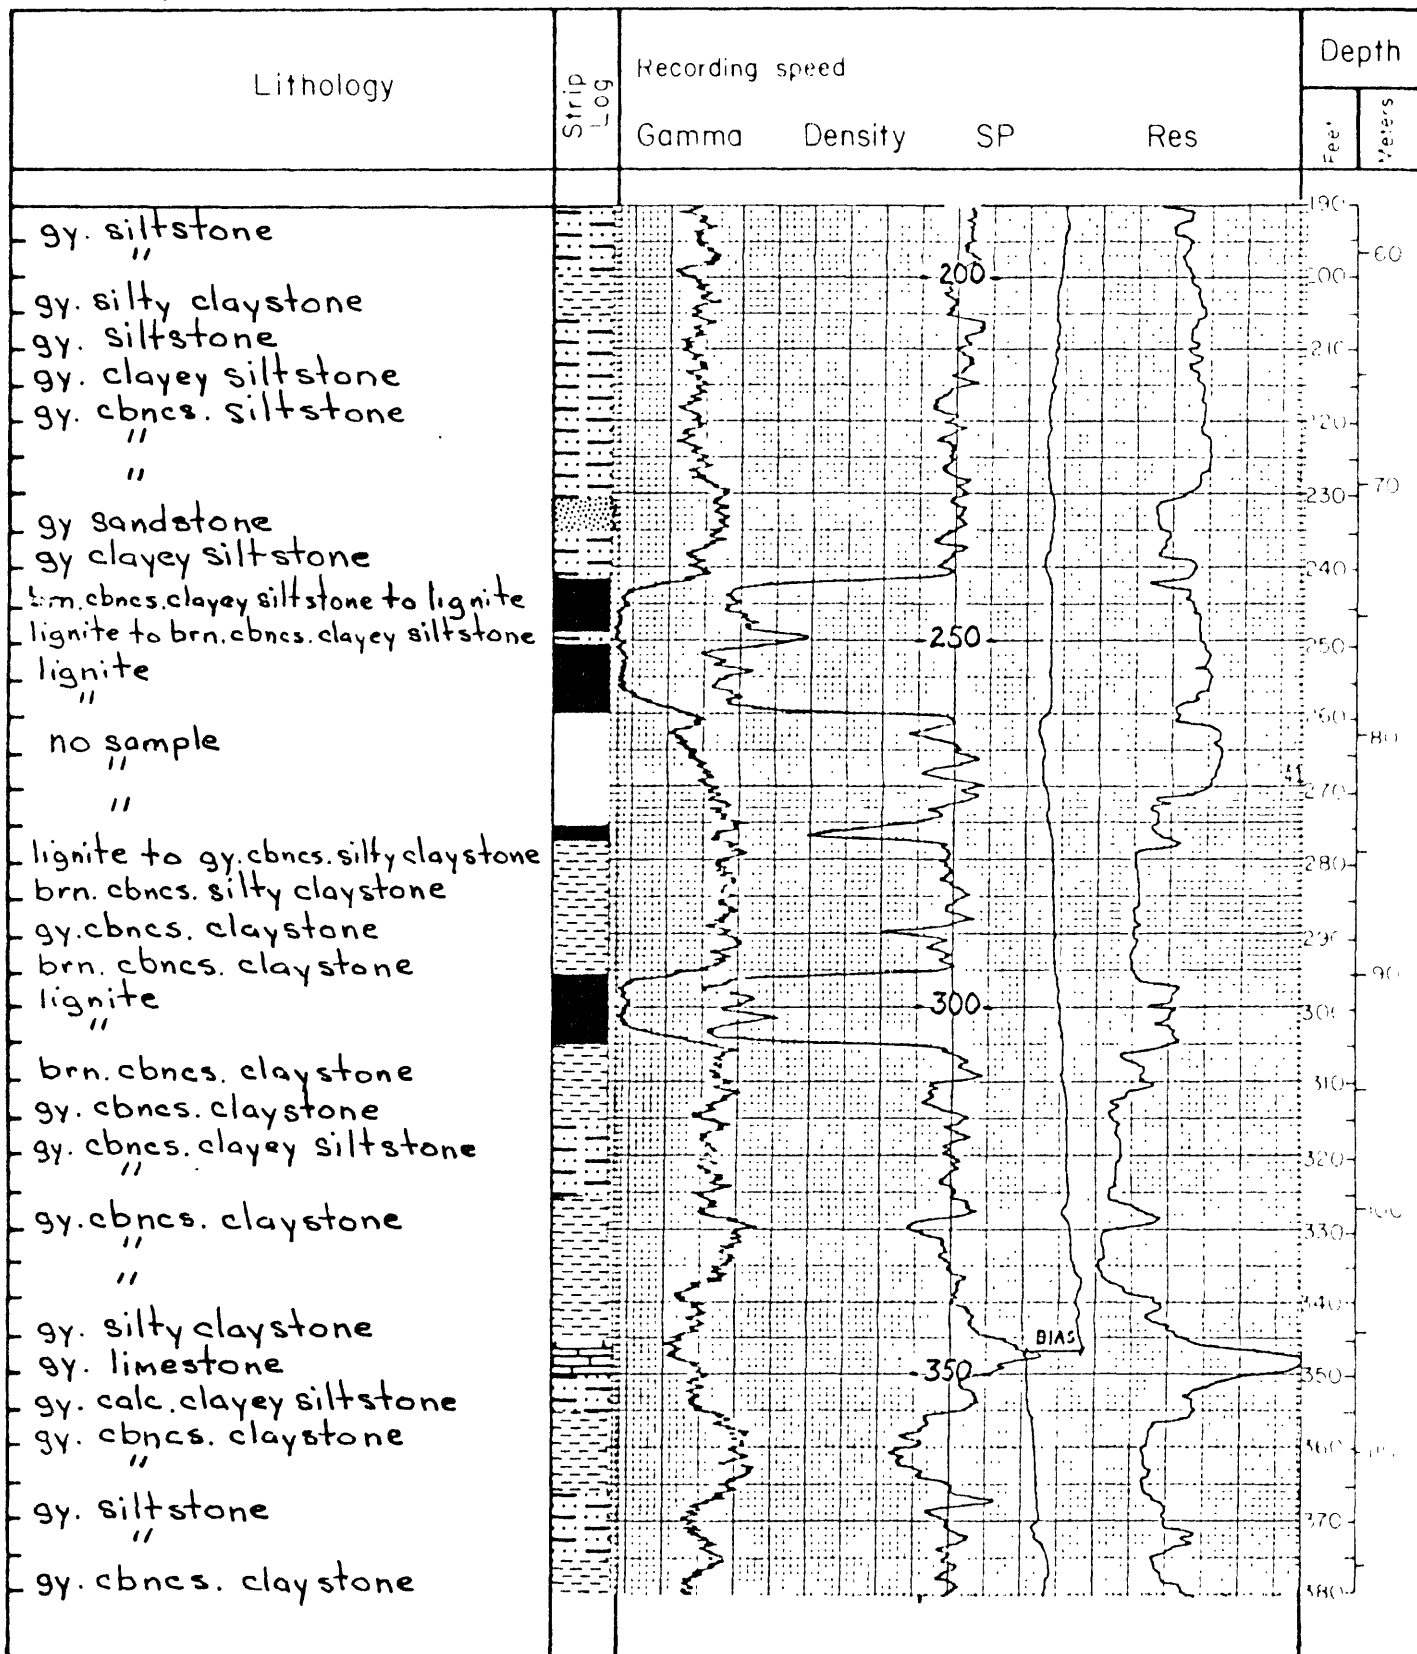 Lithology
Strip Log
Recording speed
Gamma Density SP Res
Depth
Feet Meters
190
gy. siltstone
"
60
200 200
gy. silty claystone
gy. siltstone
210
gy. clayey siltstone
gy. cbncs. siltstone
220
"
"
230 70
gy sandstone
gy clayey siltstone
240
brn. cbncs. clayey siltstone to lignite
lignite to brn. cbncs. clayey siltstone
250 250
lignite
"
260
no sample
80
"
270
"
lignite to gy. cbncs. silty claystone
280
brn. cbncs. silty claystone
gy. cbncs. claystone
290
brn. cbncs. claystone
90
lignite
300 300
"
brn. cbncs. claystone
310
gy. cbncs. claystone
gy. cbncs. clayey siltstone
320
"
gy. cbncs. claystone
100
330
"
"
340
gy. silty claystone
BIAS
gy. limestone
350 350
gy. calc. clayey siltstone
gy. cbncs. claystone
360
"
gy. siltstone
370
"
gy. cbncs. claystone
380